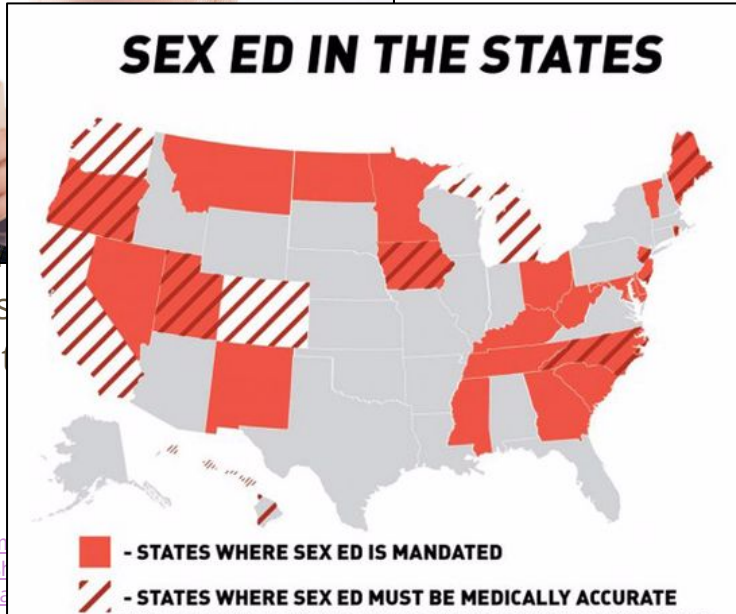 SEX ED IN THE STATES
- STATES WHERE SEX ED IS MANDATED
- STATES WHERE SEX ED MUST BE MEDICALLY ACCURATE